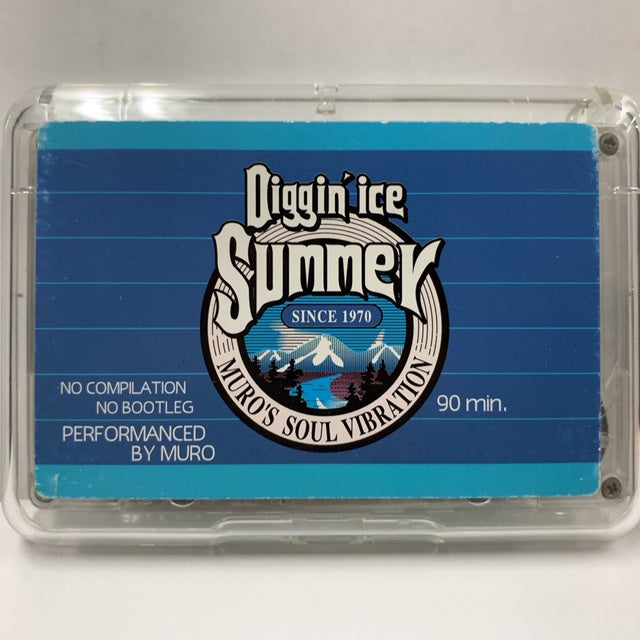 Diggin' ice
Summer
SINCE 1970
MURO'S SOUL VIBRATION
NO COMPILATION
NO BOOTLEG
PERFORMANCED
BY MURO
90 min.